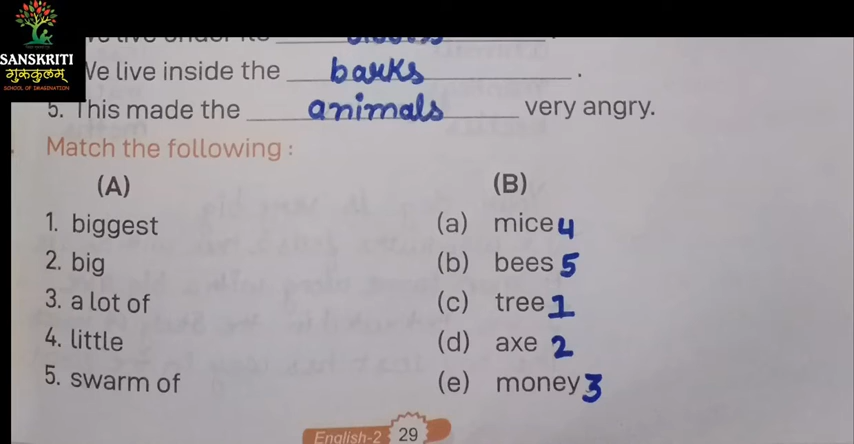 SANSKRITI
गुरुकुलम्
SCHOOL OF IMAGINATION
We live inside the barks.
5. This made the animals very angry.
Match the following :
(A) (B)
1. biggest (a) mice 4
2. big (b) bees 5
3. a lot of (c) tree 1
4. little (d) axe 2
5. swarm of (e) money 3
English-2 29